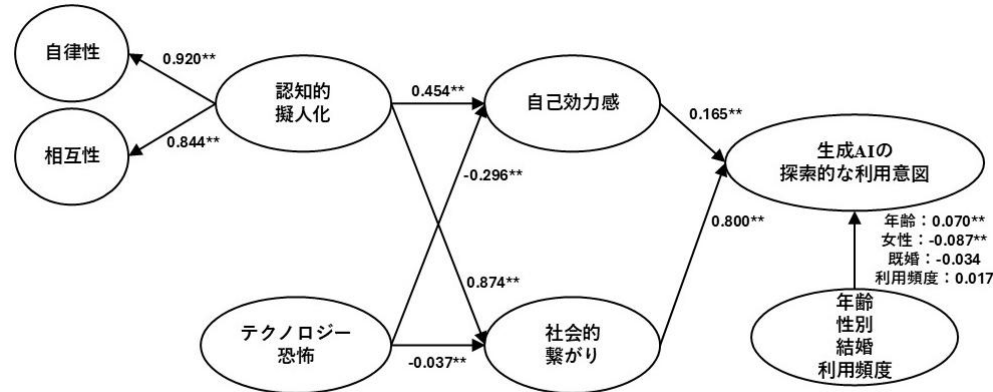 自律性
0.920**
相互性
0.844**
認知的
擬人化
0.454**
自己効力感
0.165**
-0.296**
生成AIの
探索的な利用意図
0.874**
0.800**
テクノロジー
恐怖
-0.037**
社会的
繋がり
年齢：0.070**
女性：-0.087**
既婚：-0.034
利用頻度：0.017
年齢
性別
結婚
利用頻度